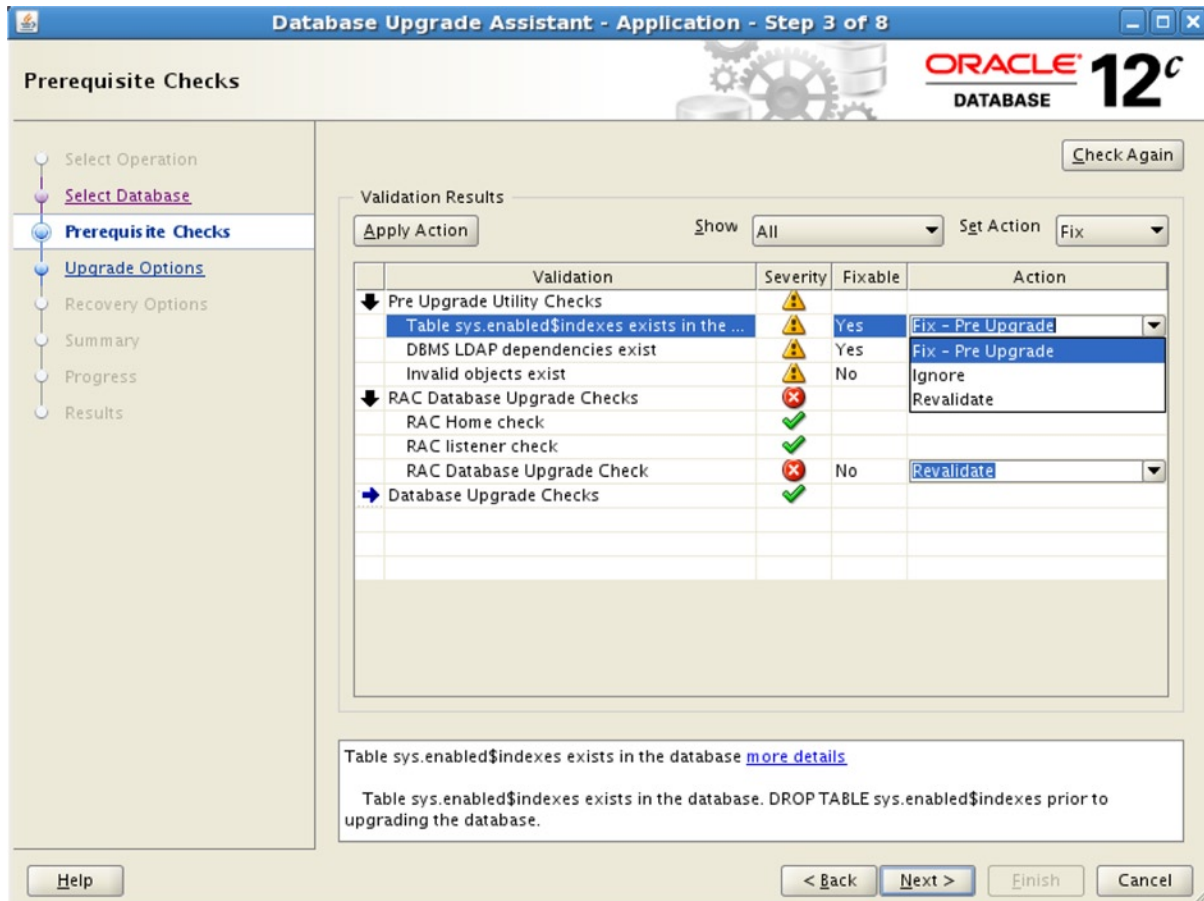 Database Upgrade Assistant - Application - Step 3 of 8
Prerequisite Checks
ORACLE
DATABASE
12c
Select Operation
Select Database
Prerequisite Checks
Upgrade Options
Recovery Options
Summary
Progress
Results
Check Again
Validation Results
Apply Action
Show
All
Set Action
Fix
Validation Severity Fixable Action
Pre Upgrade Utility Checks
Table sys.enabled$indexes exists in the ... Yes Fix - Pre Upgrade
Fix - Pre Upgrade
Ignore
Revalidate
DBMS LDAP dependencies exist Yes
Invalid objects exist No
RAC Database Upgrade Checks
RAC Home check
RAC listener check
RAC Database Upgrade Check No Revalidate
Database Upgrade Checks
Table sys.enabled$indexes exists in the database more details
Table sys.enabled$indexes exists in the database. DROP TABLE sys.enabled$indexes prior to
upgrading the database.
Help
< Back
Next >
Finish
Cancel